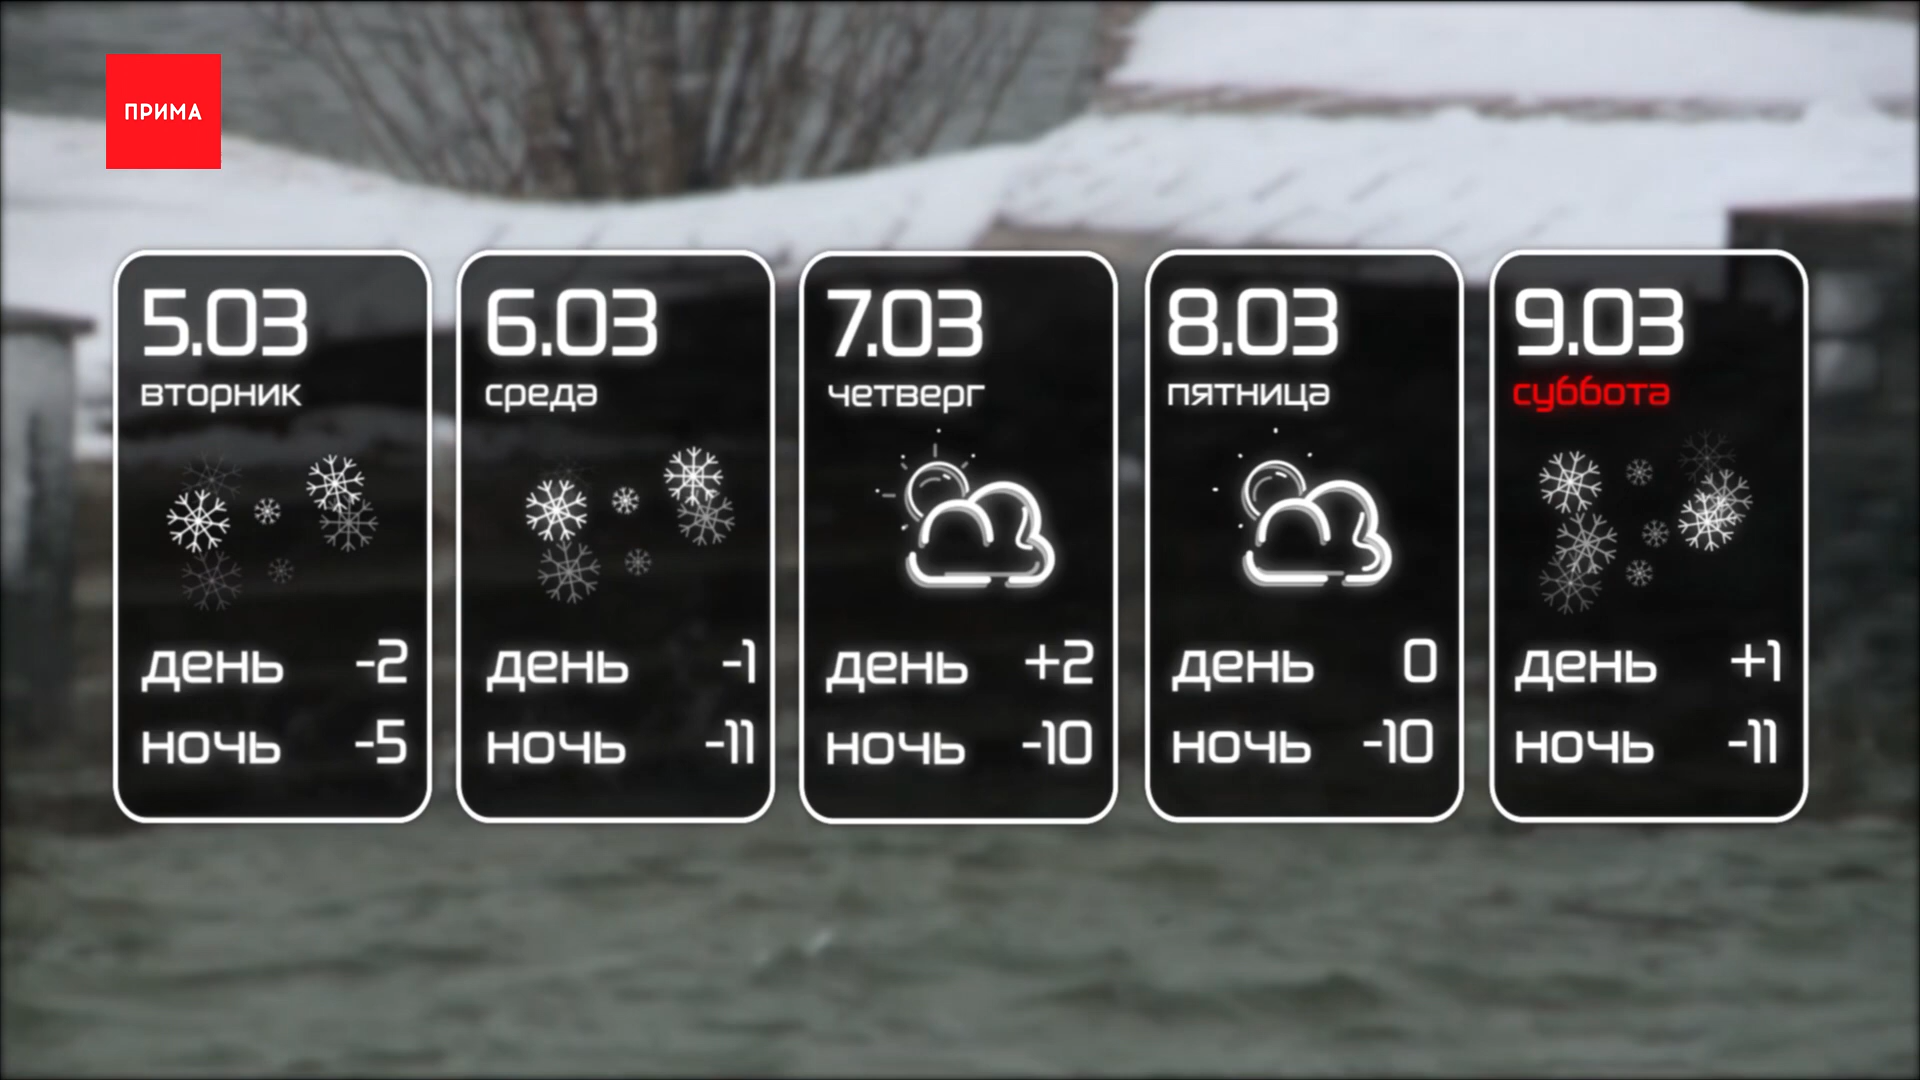 ПРИМА
5.03
вторник
день -2
ночь -5
6.03
среда
день -1
ночь -11
7.03
четверг
день +2
ночь -10
8.03
пятница
день 0
ночь -10
9.03
суббота
день +1
ночь -11